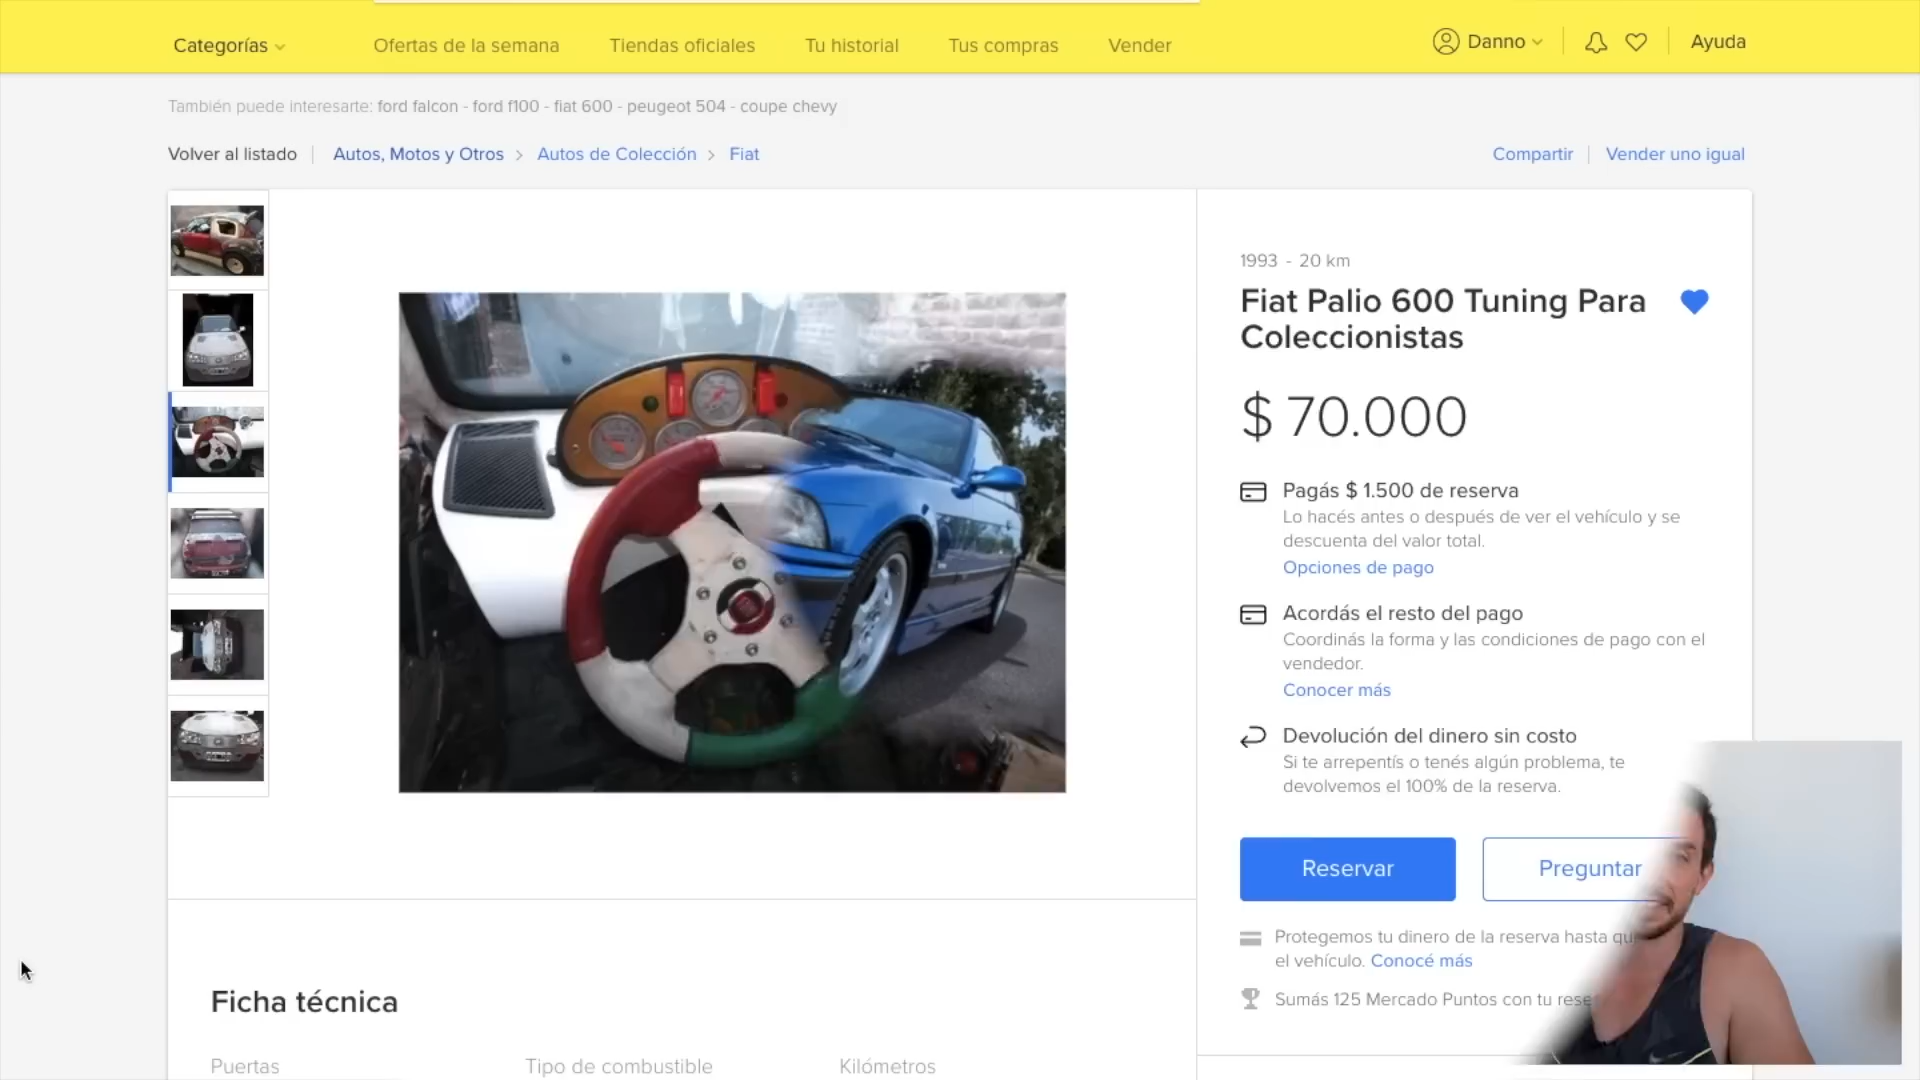 Categorías
Ofertas de la semana
Tiendas oficiales
Tu historial
Tus compras
Vender
Danno
Ayuda
También puede interesarte: ford falcon - ford f100 - fiat 600 - peugeot 504 - coupe chevy
Volver al listado
Autos, Motos y Otros > Autos de Colección > Fiat
Compartir
Vender uno igual
1993 - 20 km
Fiat Palio 600 Tuning Para
Coleccionistas
$ 70.000
Pagás $ 1.500 de reserva
Lo hacés antes o después de ver el vehículo y se
descuenta del valor total.
Opciones de pago
Acordás el resto del pago
Coordinás la forma y las condiciones de pago con el
vendedor.
Conocer más
Devolución del dinero sin costo
Si te arrepentís o tenés algún problema, te
devolvemos el 100% de la reserva.
Reservar
Preguntar
Protegemos tu dinero de la reserva hasta
el vehículo. Conocé más
Sumás 125 Mercado Puntos con tu
Ficha técnica
Puertas
Tipo de combustible
Kilómetros